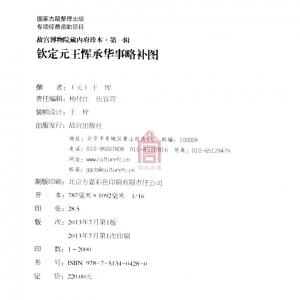 国家古籍整理出版
专项经费资助项目
故宫博物院藏内府珍本·第一辑
钦定元王恽承华事略补图
撰 者：（元）王 恽
责任编辑：杨付红 伍容萱
装帧设计：王 梓
出版发行：故宫出版社
地址：北京市东城区景山前街4号 邮编：100009
电话：010-85007808 010-85007816
网址：www.culturefc.cn
邮箱：ggcb@culturefc.cn
制版印刷：北京方嘉彩色印刷有限责任公司
开 本：787毫米×1092毫米 1/16
印 张：28.5
版 次：2013年7月第1版
2013年7月第1次印刷
印 数：1~2000
书 号：ISBN 978-7-5134-0428-0
定 价：220.00元